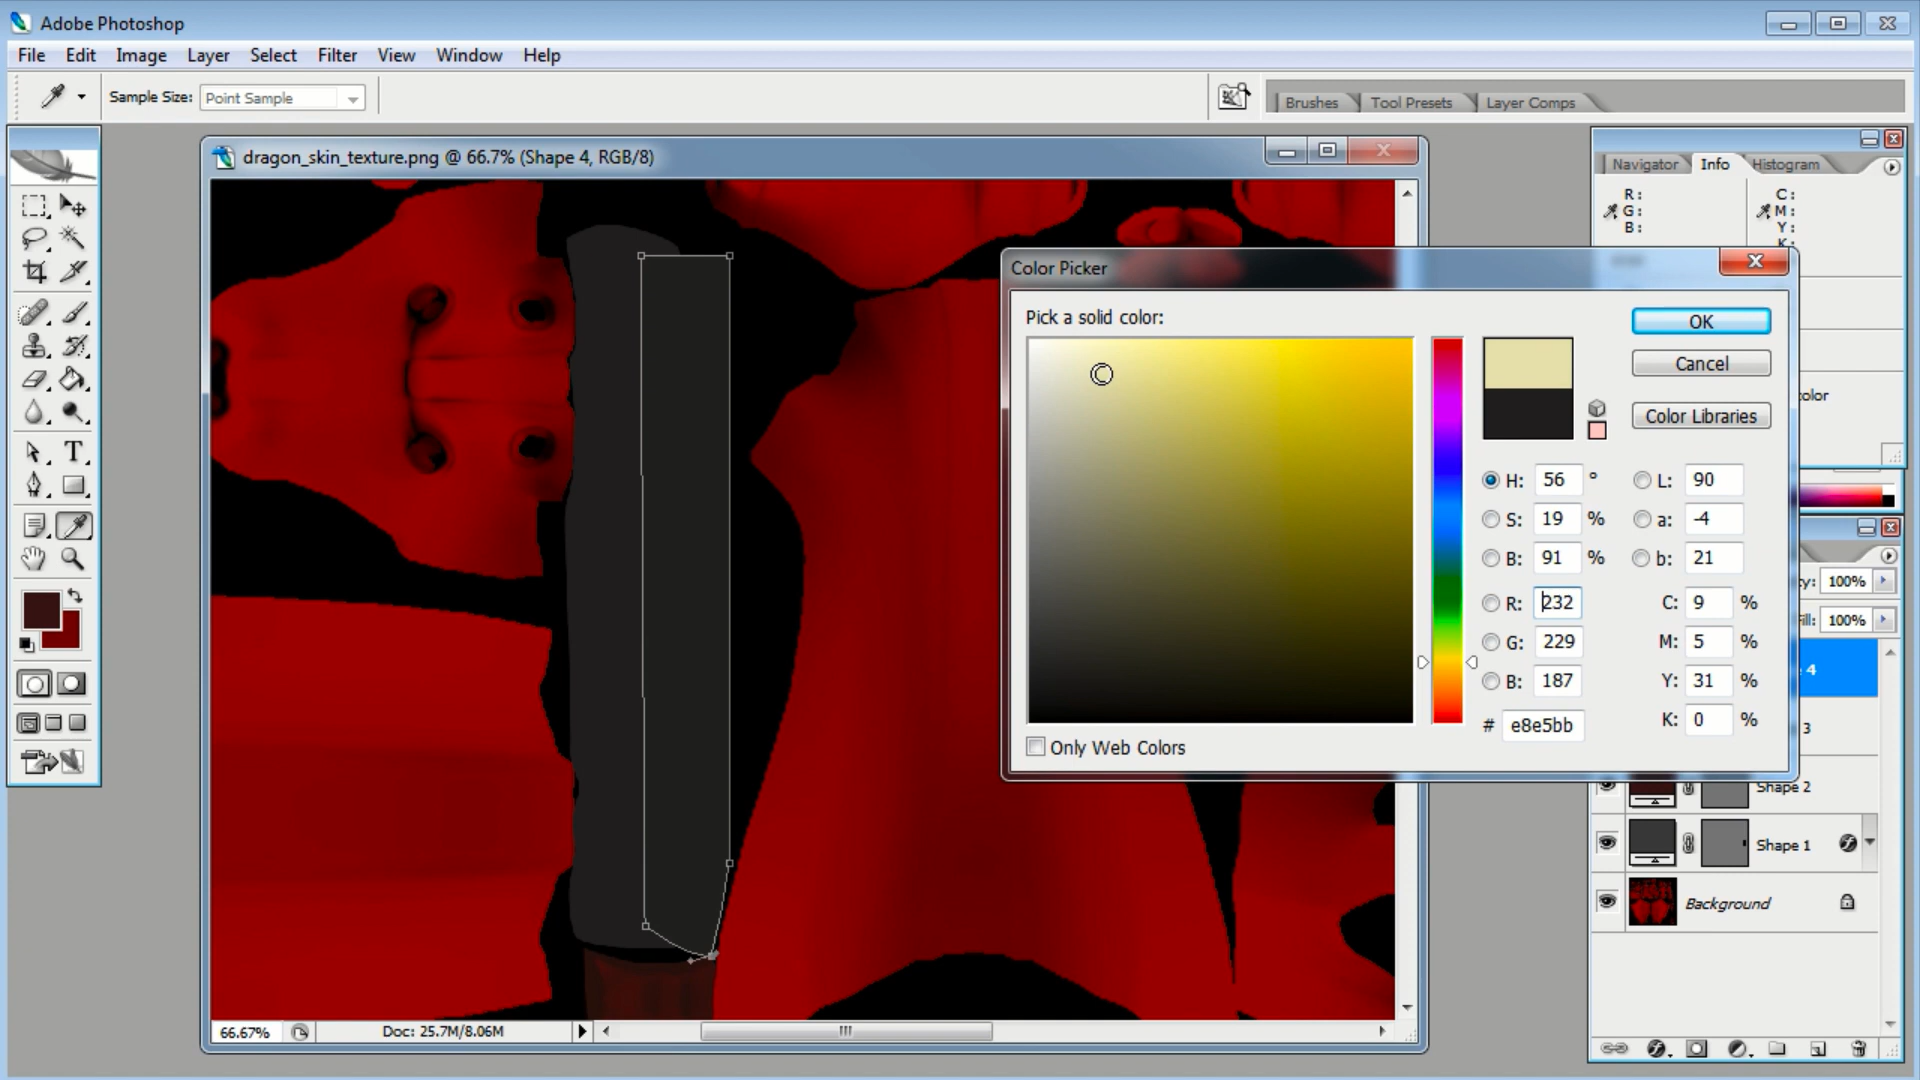 Adobe Photoshop
File Edit Image Layer Select Filter View Window Help
Sample Size: Point Sample
Brushes Tool Presets Layer Comps
dragon_skin_texture.png @ 66.7% (Shape 4, RGB/8)
Navigator Info Histogram
R: C:
G: M:
B: Y:
K:
Color Picker
Pick a solid color:
OK
Cancel
Color Libraries
H: 56 ° L: 90
S: 19 % a: -4
B: 91 % b: 21
R: 232 C: 9 %
G: 229 M: 5 %
B: 187 Y: 31 %
# e8e5bb K: 0 %
Only Web Colors
olor
ty: 100%
ill: 100%
4
3
Shape 2
Shape 1
Background
66.67% Doc: 25.7M/8.06M